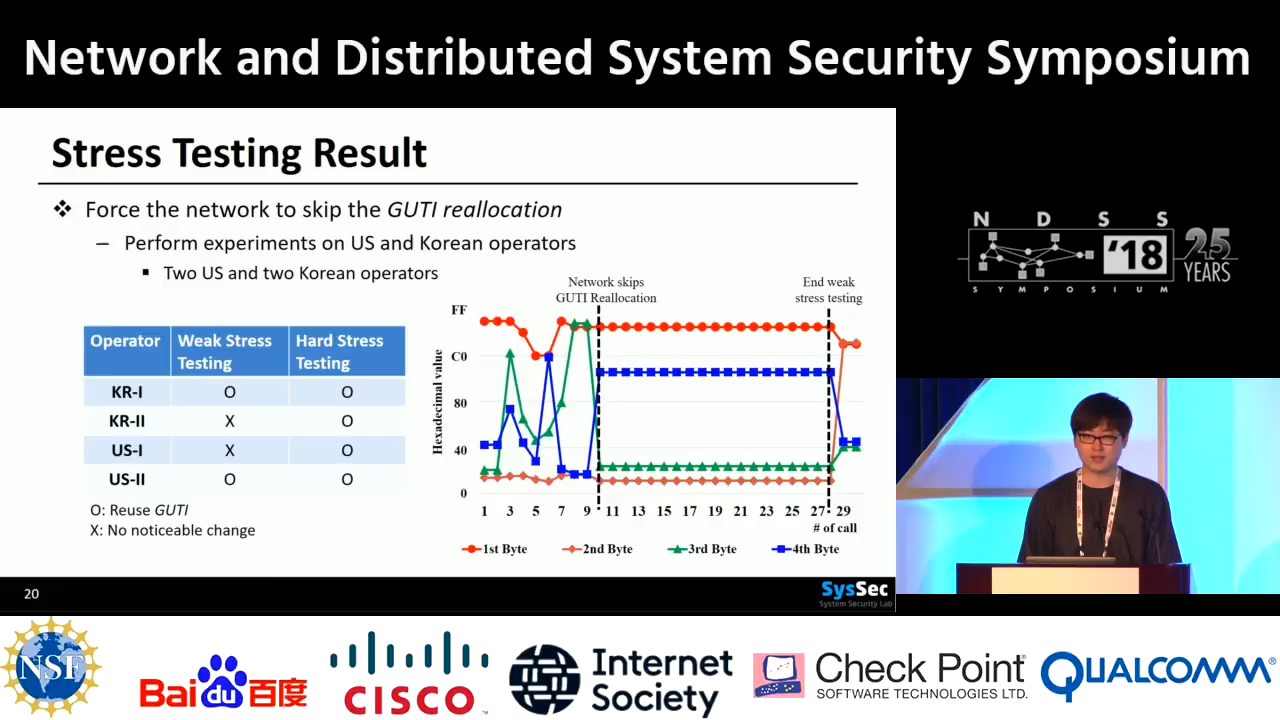 Network and Distributed System Security Symposium
Stress Testing Result
❖ Force the network to skip the GUTI reallocation
– Perform experiments on US and Korean operators
▪ Two US and two Korean operators
Operator Weak Stress Testing Hard Stress Testing
KR-I O O
KR-II X O
US-I X O
US-II O O
O: Reuse GUTI
X: No noticeable change
Network skips
GUTI Reallocation
End weak
stress testing
Hexadecimal value
FF
C0
80
40
0
1 3 5 7 9 11 13 15 17 19 21 23 25 27 29
# of call
1st Byte 2nd Byte 3rd Byte 4th Byte
20
SysSec
System Security Lab
N D S S
'18
25
YEARS
S Y M P O S I U M
NSF
Bai du 百度
CISCO
Internet
Society
Check Point
SOFTWARE TECHNOLOGIES LTD.
QUALCOMM®